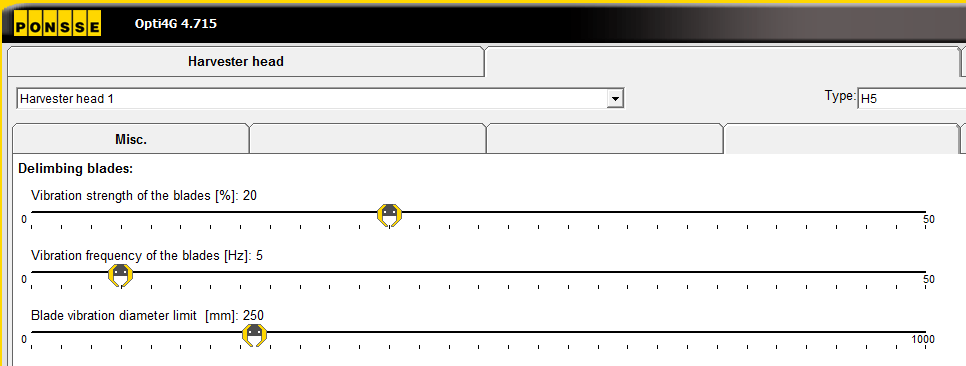 PONSSE Opti4G 4.715
Harvester head
Harvester head 1 Type: H5
Misc.
Delimbing blades:
Vibration strength of the blades [%]: 20
0 50
Vibration frequency of the blades [Hz]: 5
0 50
Blade vibration diameter limit [mm]: 250
0 1000